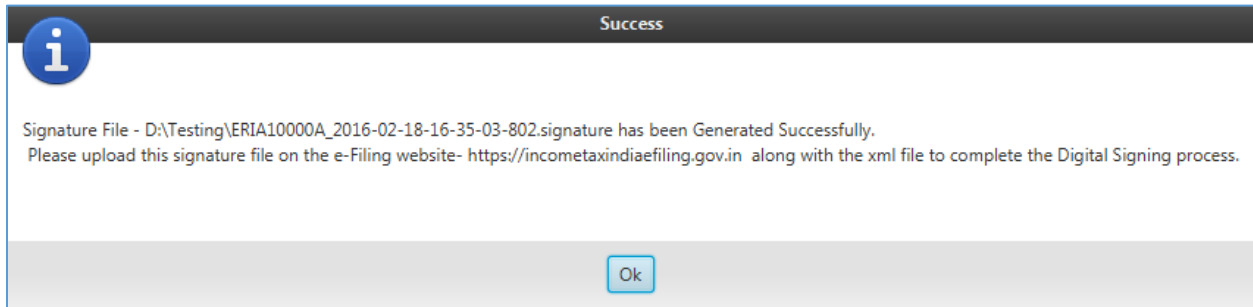 Success
Signature File - D:\Testing\ERIA10000A_2016-02-18-16-35-03-802.signature has been Generated Successfully.
Please upload this signature file on the e-Filing website- https://incometaxindiaefiling.gov.in along with the xml file to complete the Digital Signing process.
Ok